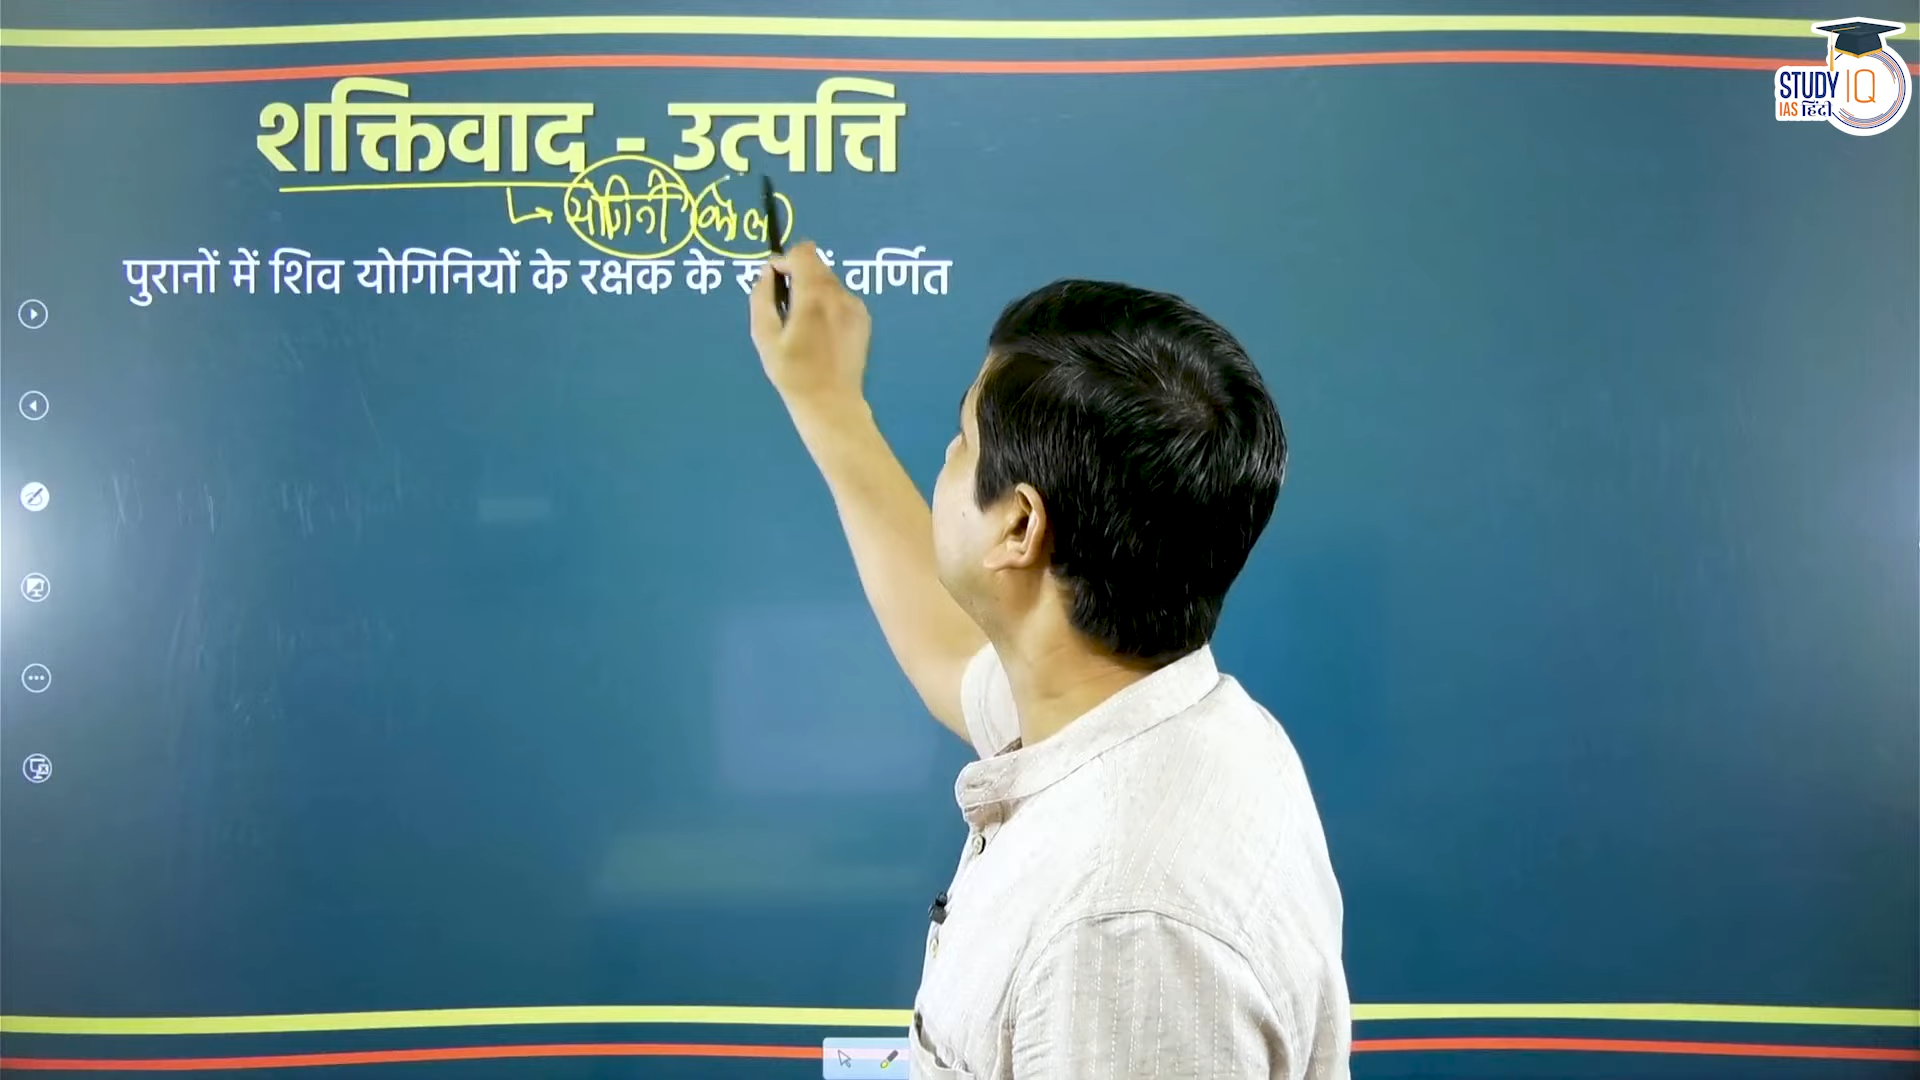 शक्तिवाद - उत्पत्ति
योगिनी कौल
पुरानों में शिव योगिनियों के रक्षक के में वर्णित
STUDY IQ
IAS हिंदी